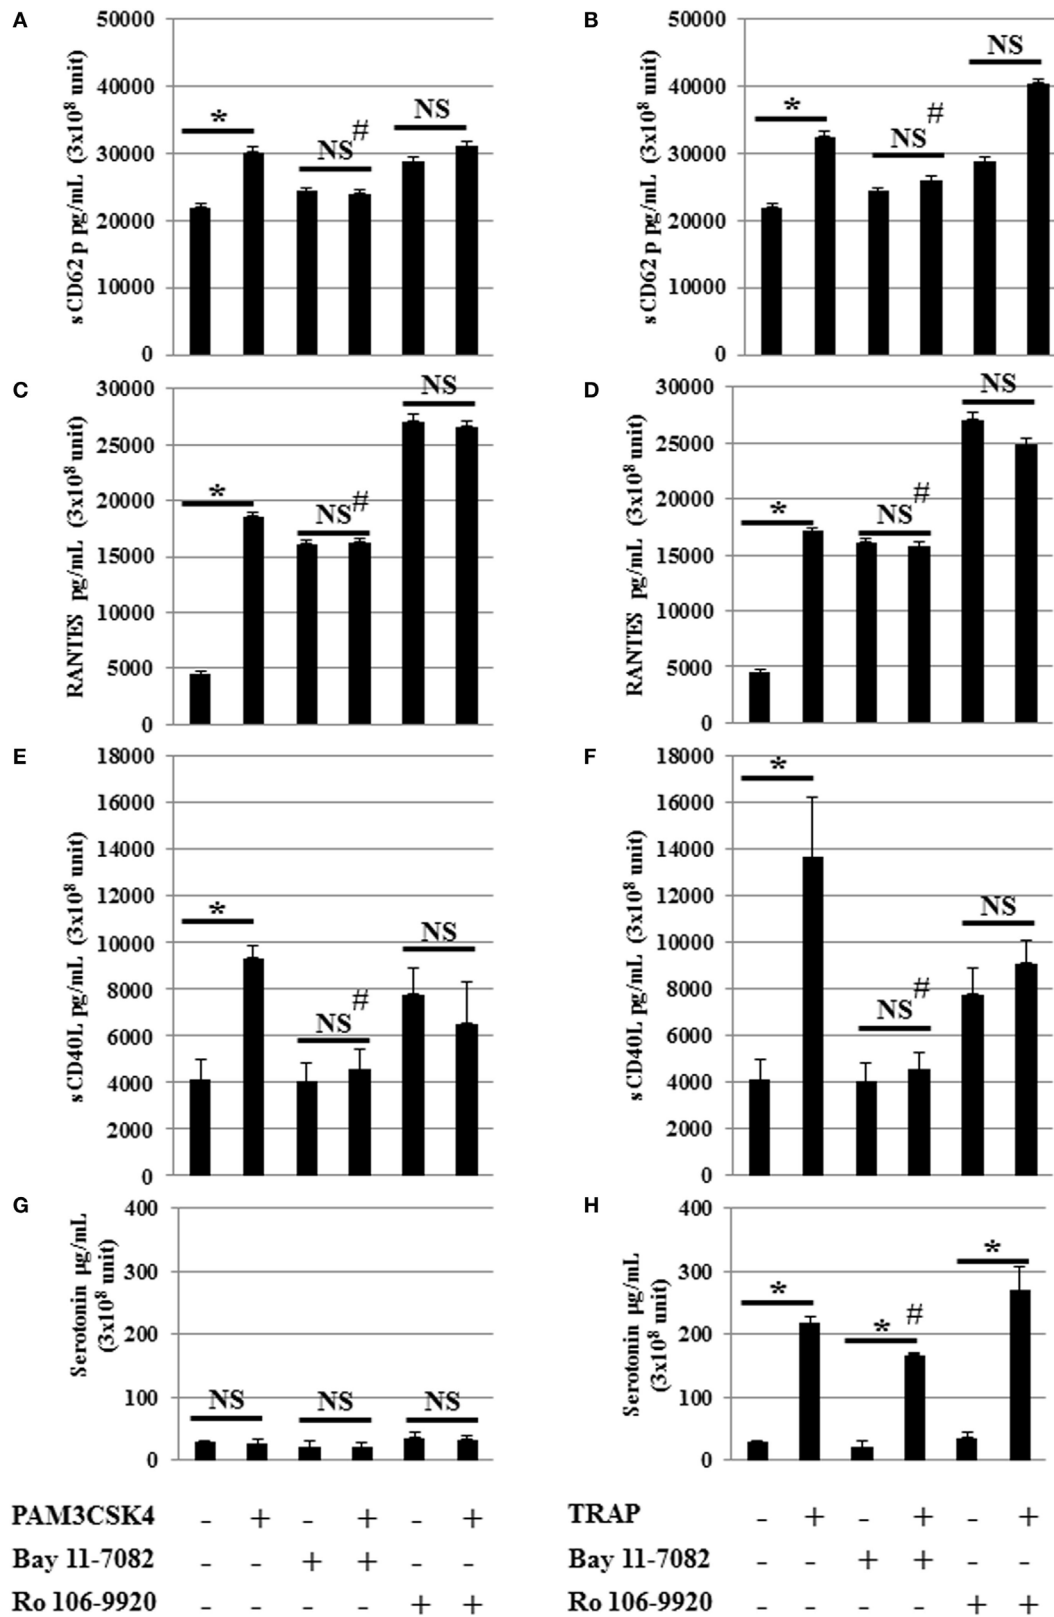 A
sCD62p pg/mL (3x10⁸ unit)
50000
40000
30000
20000
10000
0
*
NS
#
NS
B
sCD62p pg/mL (3x10⁸ unit)
50000
40000
30000
20000
10000
0
*
NS
#
NS
C
RANTES pg/mL (3x10⁸ unit)
30000
25000
20000
15000
10000
5000
0
*
NS
#
NS
D
RANTES pg/mL (3x10⁸ unit)
30000
25000
20000
15000
10000
5000
0
*
NS
#
NS
E
sCD40L pg/mL (3x10⁸ unit)
18000
16000
14000
12000
10000
8000
6000
4000
2000
0
*
NS
#
NS
F
sCD40L pg/mL (3x10⁸ unit)
18000
16000
14000
12000
10000
8000
6000
4000
2000
0
*
NS
#
NS
G
Serotonin µg/mL
(3x10⁸ unit)
400
300
200
100
0
NS
NS
NS
H
Serotonin µg/mL
(3x10⁸ unit)
400
300
200
100
0
*
*
#
*
PAM3CSK4 - + - + - +
Bay 11-7082 - - + + - -
Ro 106-9920 - - - - + +
TRAP - + - + - +
Bay 11-7082 - - + + - -
Ro 106-9920 - - - - + +